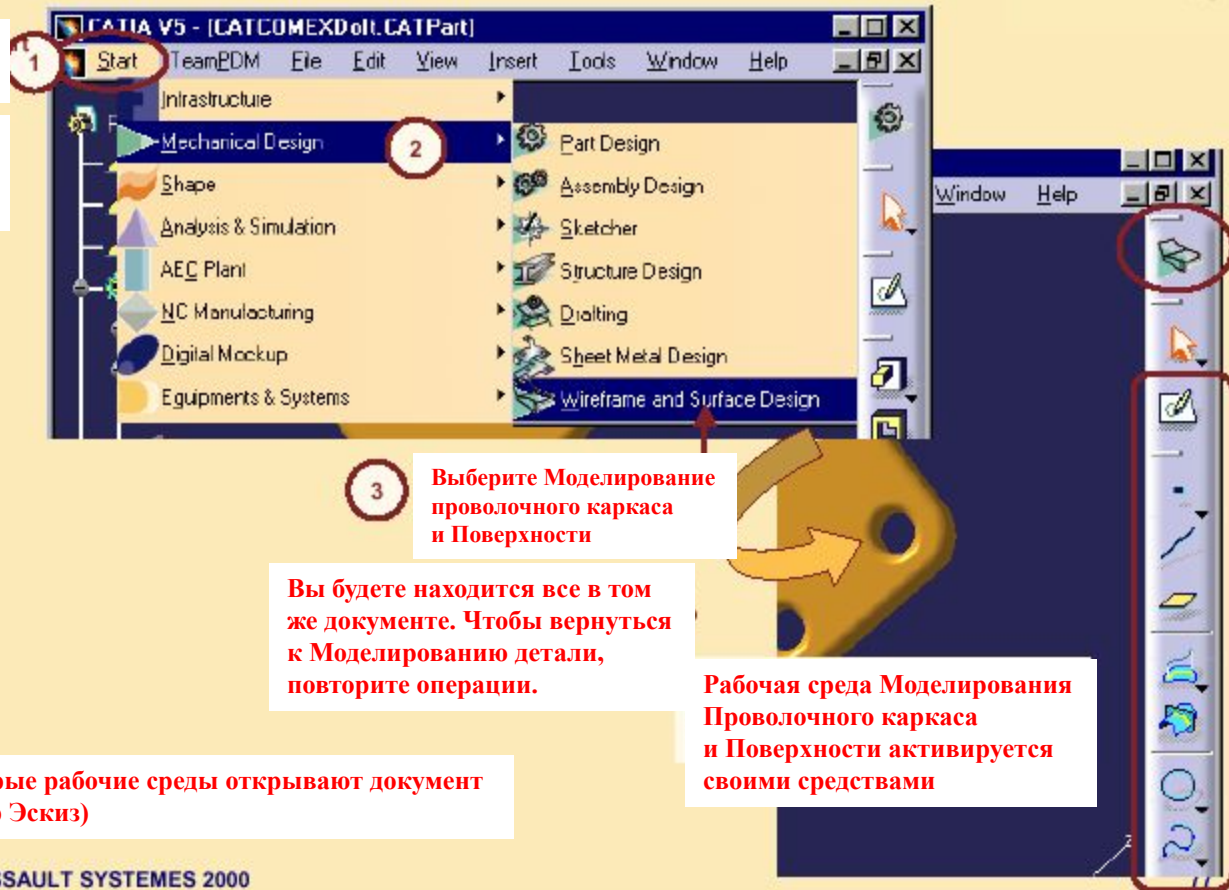 CATIA V5 - [CATCOMEXDoIt.CATPart]
1
Start TeamPDM File Edit View Insert Tools Window Help
Infrastructure
Mechanical Design
2
Shape
Analysis & Simulation
AEC Plant
NC Manufacturing
Digital Mockup
Equipments & Systems
Part Design
Assembly Design
Sketcher
Structure Design
Drafting
Sheet Metal Design
Wireframe and Surface Design
Window Help
3
Выберите Моделирование
проволочного каркаса
и Поверхности
Вы будете находится все в том
же документе. Чтобы вернуться
к Моделированию детали,
повторите операции.
Рабочая среда Моделирования
Проволочного каркаса
и Поверхности активируется
своими средствами
рые рабочие среды открывают документ
Эскиз)
SSAULT SYSTEMES 2000
z